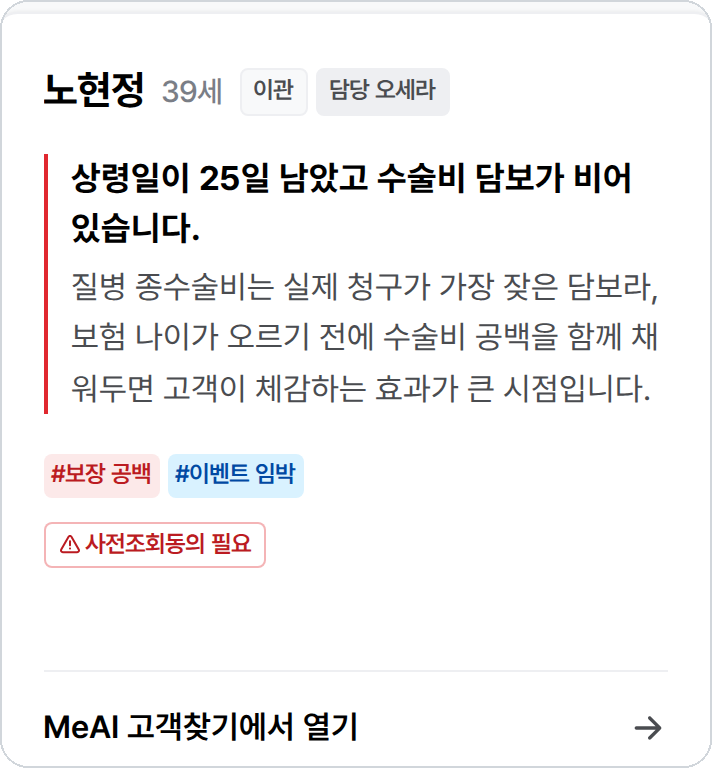 노현정 39세 이관 담당 오세라
상령일이 25일 남았고 수술비 담보가 비어
있습니다.
질병 종수술비는 실제 청구가 가장 잦은 담보라,
보험 나이가 오르기 전에 수술비 공백을 함께 채
워두면 고객이 체감하는 효과가 큰 시점입니다.
#보장 공백 #이벤트 임박
사전조회동의 필요
MeAI 고객찾기에서 열기